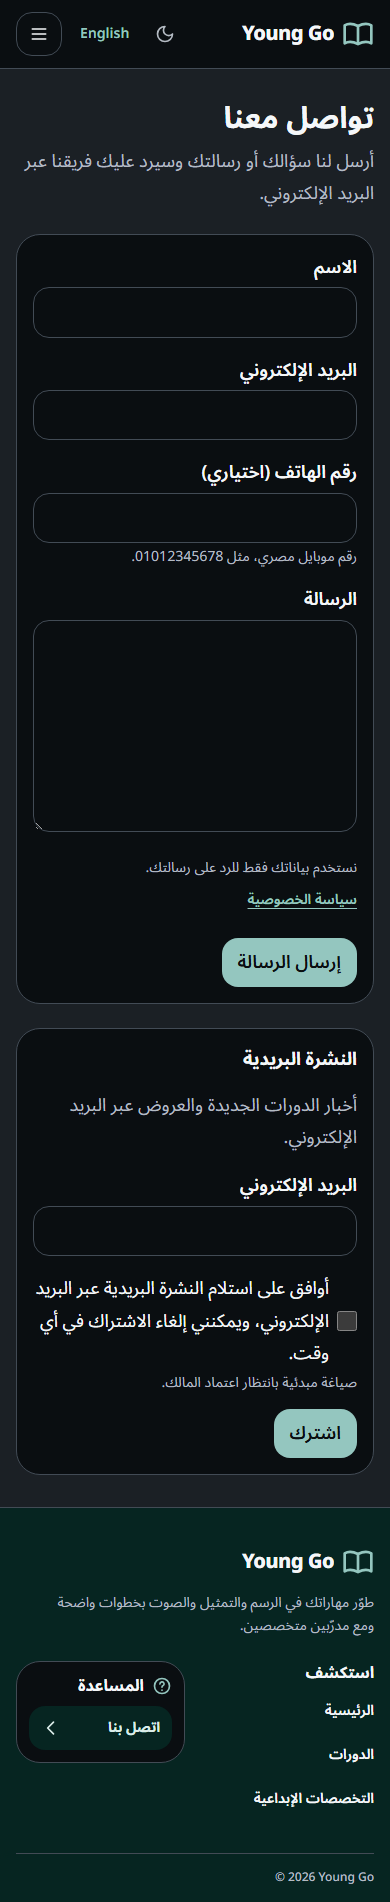 Young Go
English
تواصل معنا
أرسل لنا سؤالك أو رسالتك وسيرد عليك فريقنا عبر
البريد الإلكتروني.
الاسم
البريد الإلكتروني
رقم الهاتف (اختياري)
رقم موبايل مصري، مثل 01012345678.
الرسالة
نستخدم بياناتك فقط للرد على رسالتك.
سياسة الخصوصية
إرسال الرسالة
النشرة البريدية
أخبار الدورات الجديدة والعروض عبر البريد
الإلكتروني.
البريد الإلكتروني
أوافق على استلام النشرة البريدية عبر البريد
الإلكتروني، ويمكنني إلغاء الاشتراك في أي
وقت.
صياغة مبدئية بانتظار اعتماد المالك.
اشترك
Young Go
طوّر مهاراتك في الرسم والتمثيل والصوت بخطوات واضحة
ومع مدرّبين متخصصين.
استكشف
الرئيسية
الدورات
التخصصات الإبداعية
المساعدة
اتصل بنا
© 2026 Young Go